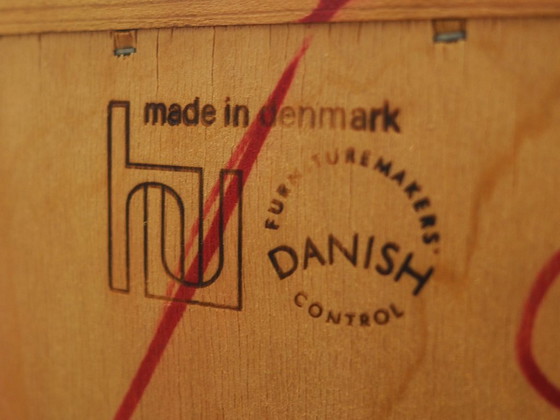 made in denmark
hu
FURNITUREMAKERS'
DANISH
CONTROL